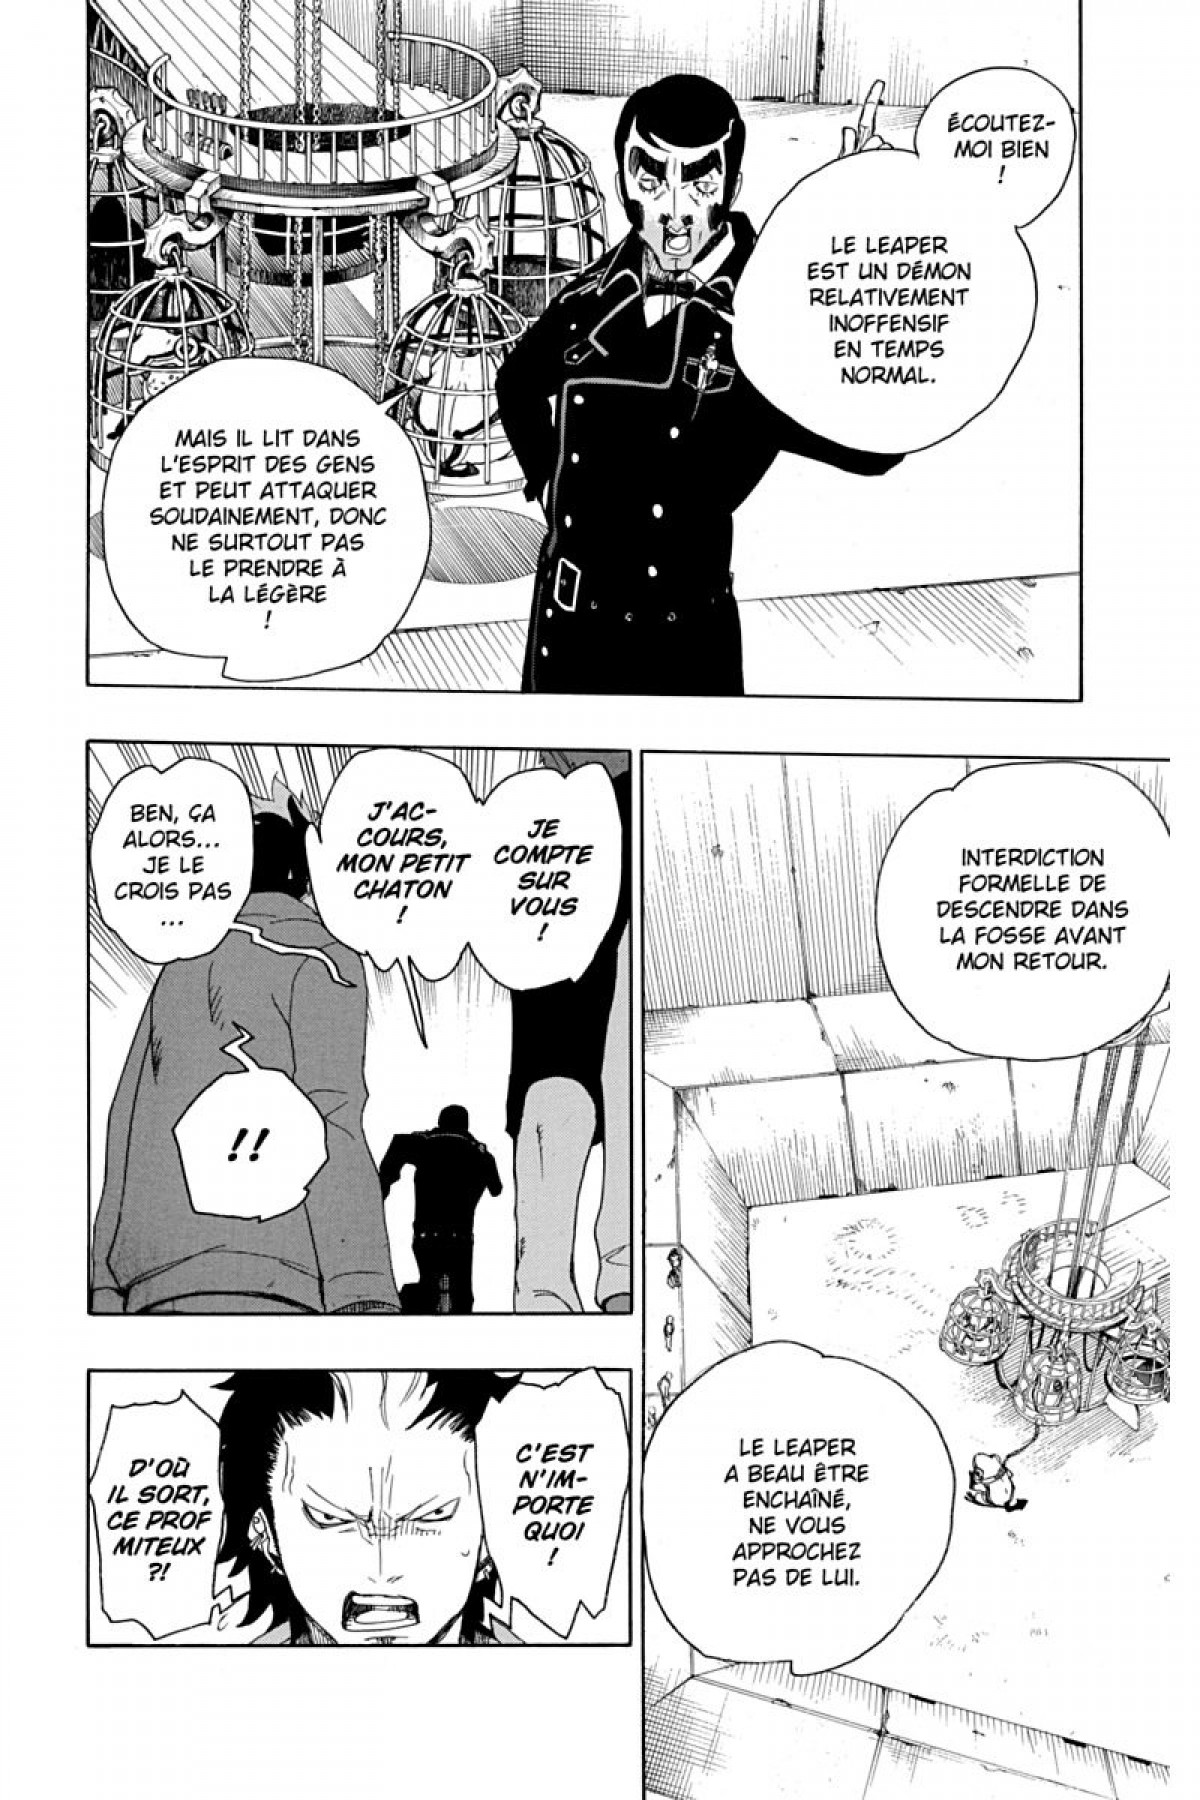 ÉCOUTEZ-
MOI BIEN
!
LE LEAPER
EST UN DÉMON
RELATIVEMENT
INOFFENSIF
EN TEMPS
NORMAL.
MAIS IL LIT DANS
L'ESPRIT DES GENS
ET PEUT ATTAQUER
SOUDAINEMENT, DONC
NE SURTOUT PAS
LE PRENDRE À
LA LÉGÈRE
!
INTERDICTION
FORMELLE DE
DESCENDRE DANS
LA FOSSE AVANT
MON RETOUR.
LE LEAPER
A BEAU ÊTRE
ENCHAÎNÉ,
NE VOUS
APPROCHEZ
PAS DE LUI.
JE
COMPTE
SUR
VOUS
!
J'AC-
COURS,
MON PETIT
CHATON
!
BEN, ÇA
ALORS...
JE LE
CROIS PAS
...
!!
C'EST
N'IM-
PORTE
QUOI
!
D'OÙ
IL SORT,
CE PROF
MITEUX
?!